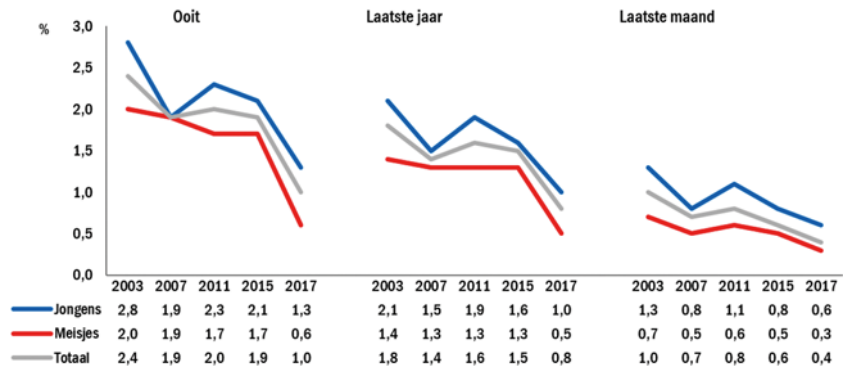 Ooit Laatste jaar Laatste maand
%
3,0
2,5
2,0
1,5
1,0
0,5
0,0
2003 2007 2011 2015 2017 2003 2007 2011 2015 2017 2003 2007 2011 2015 2017
Jongens 2,8 1,9 2,3 2,1 1,3 2,1 1,5 1,9 1,6 1,0 1,3 0,8 1,1 0,8 0,6
Meisjes 2,0 1,9 1,7 1,7 0,6 1,4 1,3 1,3 1,3 0,5 0,7 0,5 0,6 0,5 0,3
Totaal 2,4 1,9 2,0 1,9 1,0 1,8 1,4 1,6 1,5 0,8 1,0 0,7 0,8 0,6 0,4